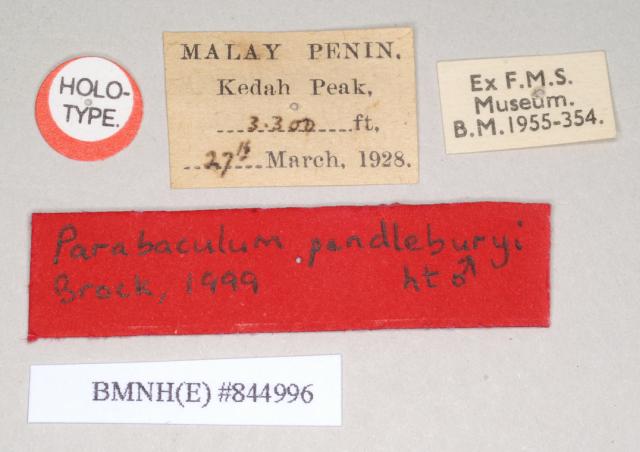 HOLO-
TYPE.
MALAY PENIN.
Kedah Peak,
3.300 ft,
27th March, 1928.
Ex F.M.S.
Museum.
B.M.1955-354.
Parabaculum pendleburyi
Brock, 1999 ht ♂
BMNH(E) #844996